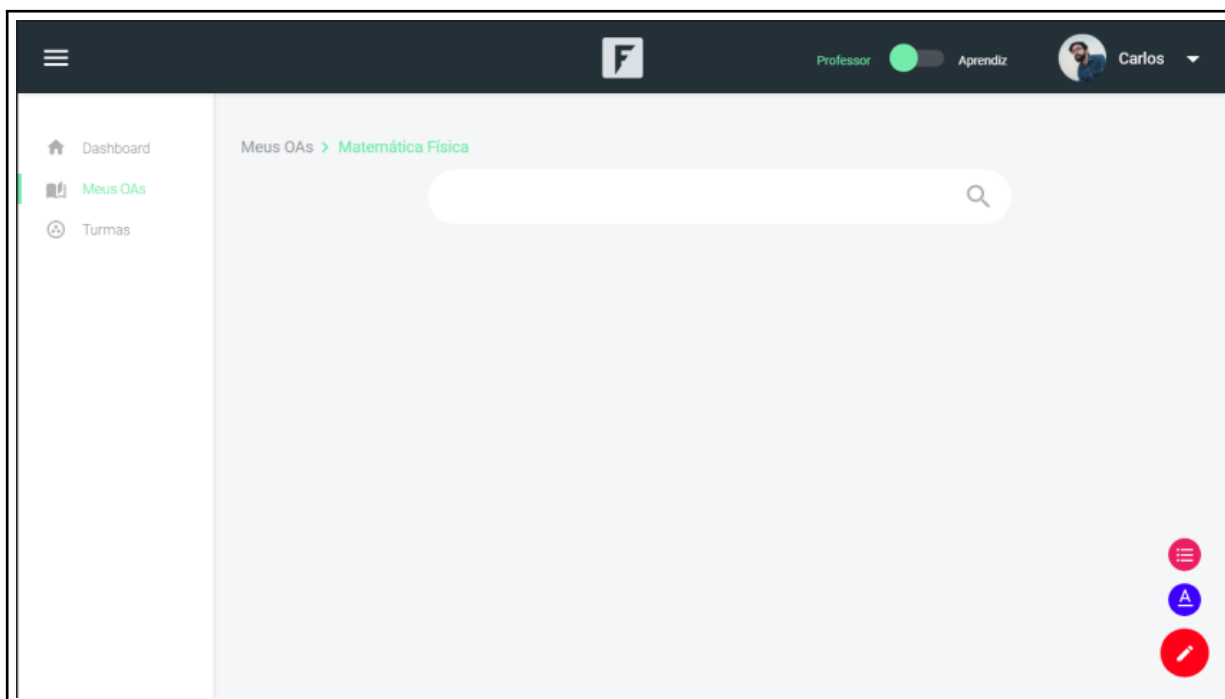 F
Professor
Aprendiz
Carlos
Dashboard
Meus OAs
Turmas
Meus OAs > Matemática Física
A